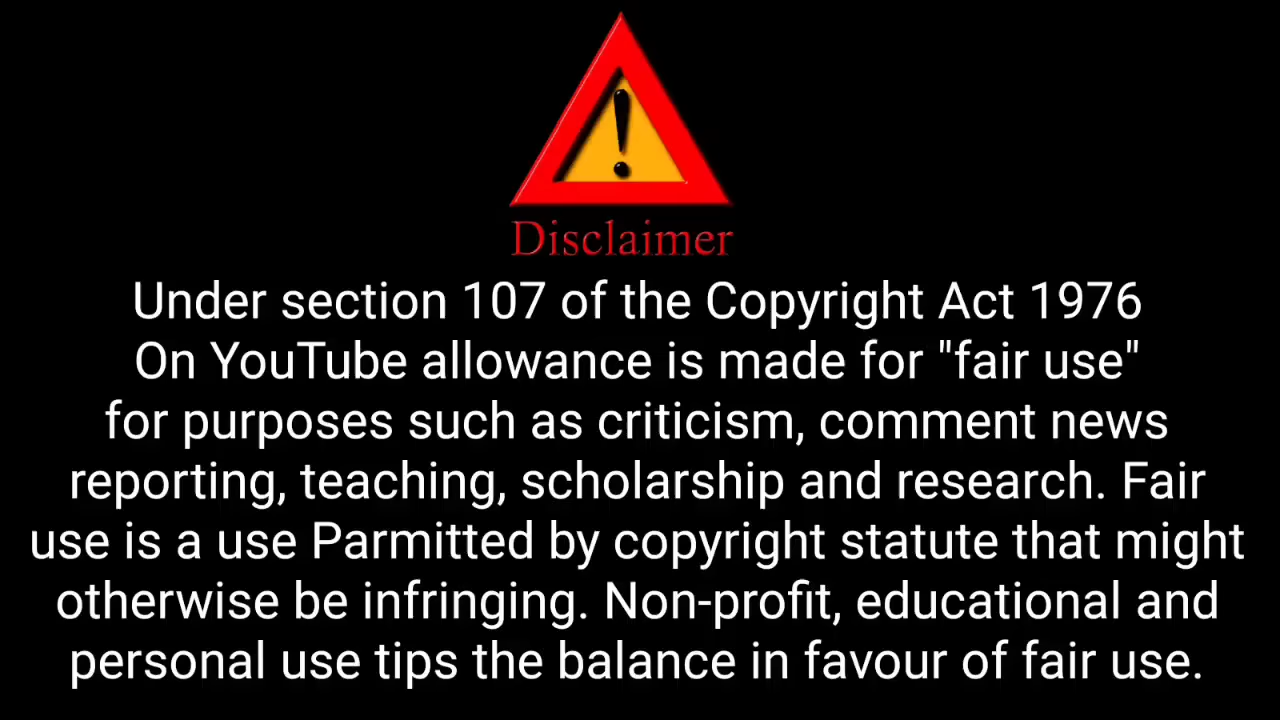 Disclaimer
Under section 107 of the Copyright Act 1976
On YouTube allowance is made for "fair use"
for purposes such as criticism, comment news
reporting, teaching, scholarship and research. Fair
use is a use Parmitted by copyright statute that might
otherwise be infringing. Non-profit, educational and
personal use tips the balance in favour of fair use.